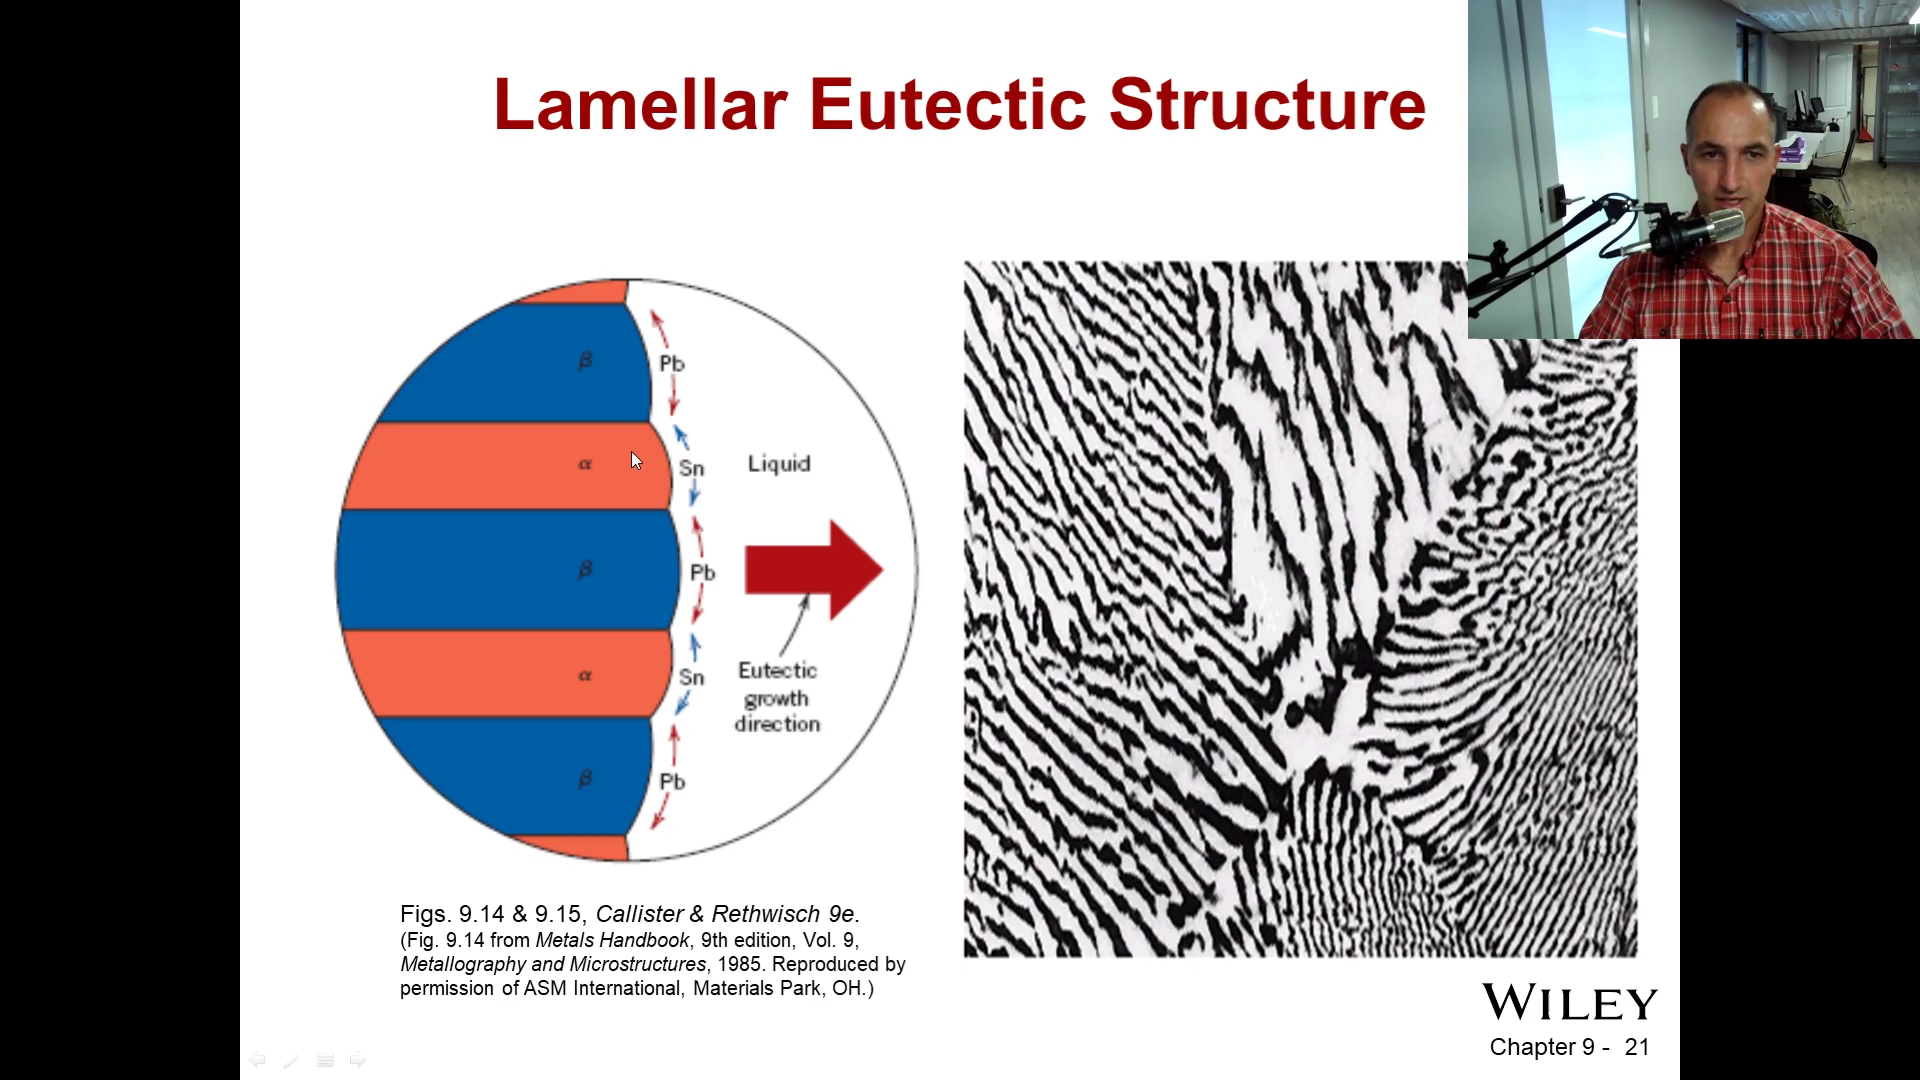 Lamellar Eutectic Structure
β
Pb
α
Sn
Liquid
β
Pb
α
Sn
Eutectic
growth
direction
β
Pb
Figs. 9.14 & 9.15, Callister & Rethwisch 9e.
(Fig. 9.14 from Metals Handbook, 9th edition, Vol. 9,
Metallography and Microstructures, 1985. Reproduced by
permission of ASM International, Materials Park, OH.)
WILEY
Chapter 9 - 21